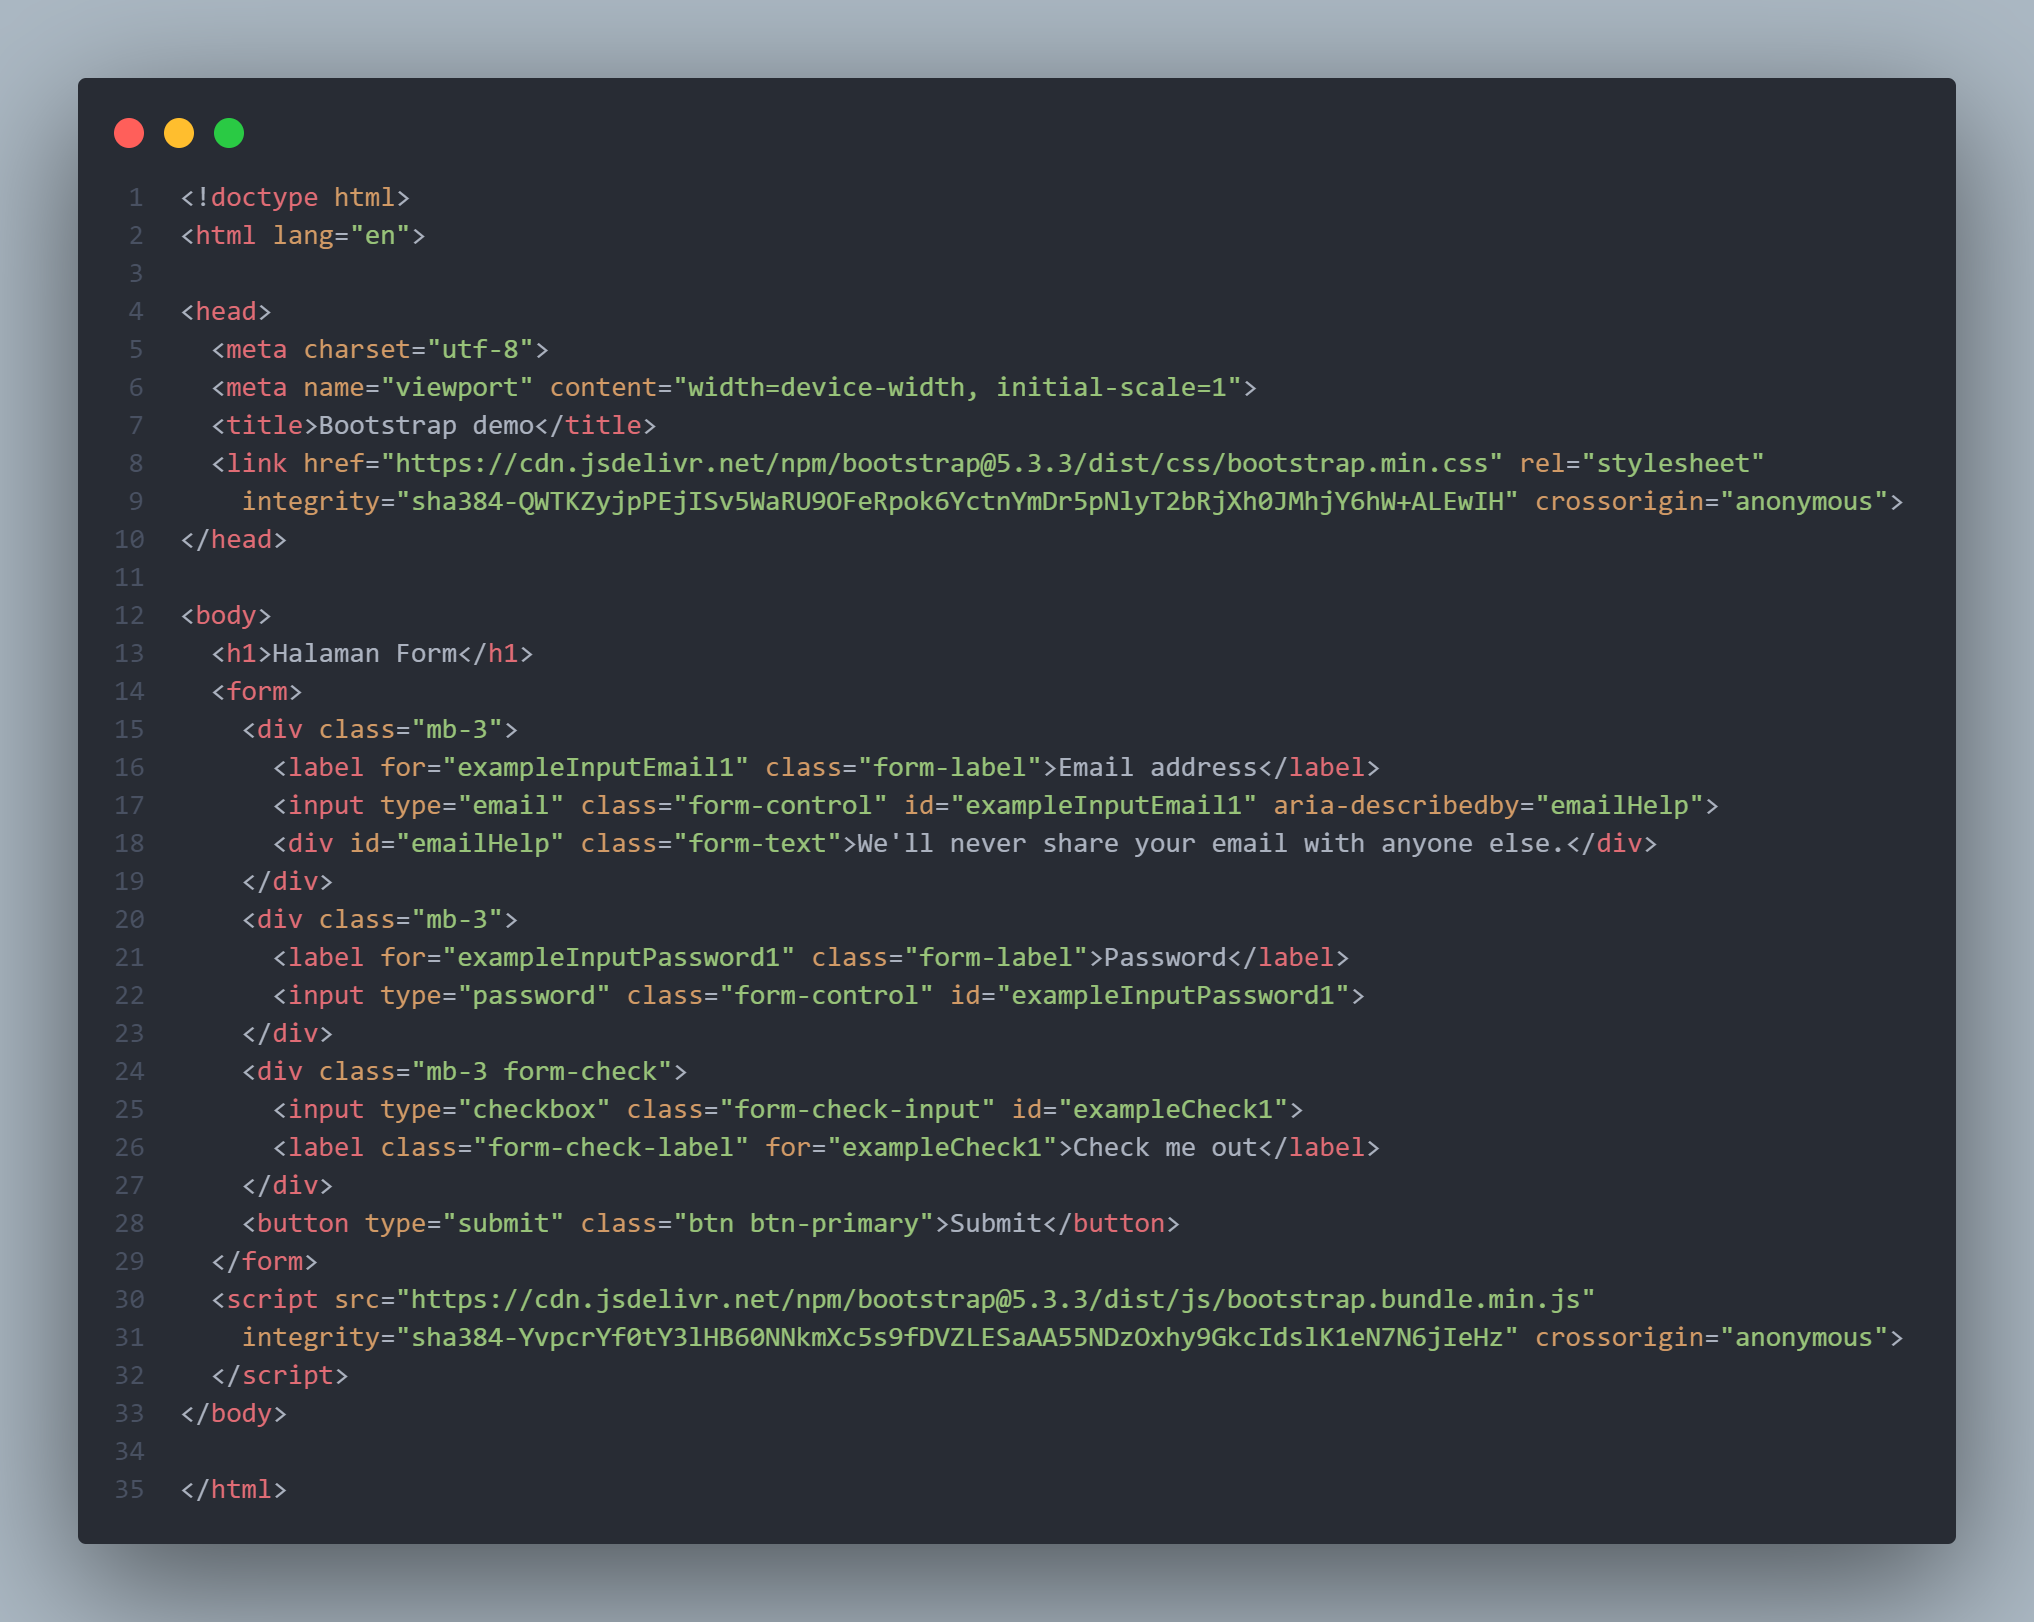 1 <!doctype html>
2 <html lang="en">
3
4 <head>
5   <meta charset="utf-8">
6   <meta name="viewport" content="width=device-width, initial-scale=1">
7   <title>Bootstrap demo</title>
8   <link href="https://cdn.jsdelivr.net/npm/bootstrap@5.3.3/dist/css/bootstrap.min.css" rel="stylesheet"
9     integrity="sha384-QWTKZyjpPEjISv5WaRU9OFeRpok6YctnYmDr5pNlyT2bRjXh0JMhjY6hW+ALEwIH" crossorigin="anonymous">
10 </head>
11
12 <body>
13   <h1>Halaman Form</h1>
14   <form>
15     <div class="mb-3">
16       <label for="exampleInputEmail1" class="form-label">Email address</label>
17       <input type="email" class="form-control" id="exampleInputEmail1" aria-describedby="emailHelp">
18       <div id="emailHelp" class="form-text">We'll never share your email with anyone else.</div>
19     </div>
20     <div class="mb-3">
21       <label for="exampleInputPassword1" class="form-label">Password</label>
22       <input type="password" class="form-control" id="exampleInputPassword1">
23     </div>
24     <div class="mb-3 form-check">
25       <input type="checkbox" class="form-check-input" id="exampleCheck1">
26       <label class="form-check-label" for="exampleCheck1">Check me out</label>
27     </div>
28     <button type="submit" class="btn btn-primary">Submit</button>
29   </form>
30   <script src="https://cdn.jsdelivr.net/npm/bootstrap@5.3.3/dist/js/bootstrap.bundle.min.js"
31     integrity="sha384-YvpcrYf0tY3lHB60NNkmXc5s9fDVZLESaAA55NDzOxhy9GkcIdslK1eN7N6jIeHz" crossorigin="anonymous">
32   </script>
33 </body>
34
35 </html>